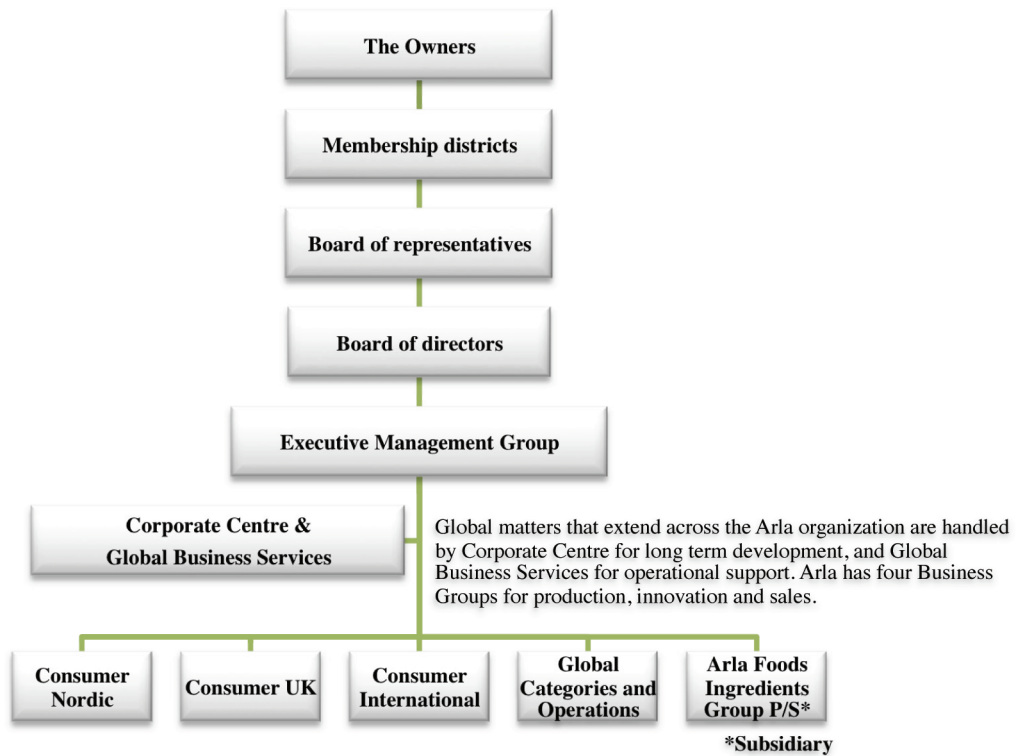 The Owners
Membership districts
Board of representatives
Board of directors
Executive Management Group
Corporate Centre &
Global Business Services
Global matters that extend across the Arla organization are handled
by Corporate Centre for long term development, and Global
Business Services for operational support. Arla has four Business
Groups for production, innovation and sales.
Consumer
Nordic
Consumer UK
Consumer
International
Global
Categories and
Operations
Arla Foods
Ingredients
Group P/S*
*Subsidiary